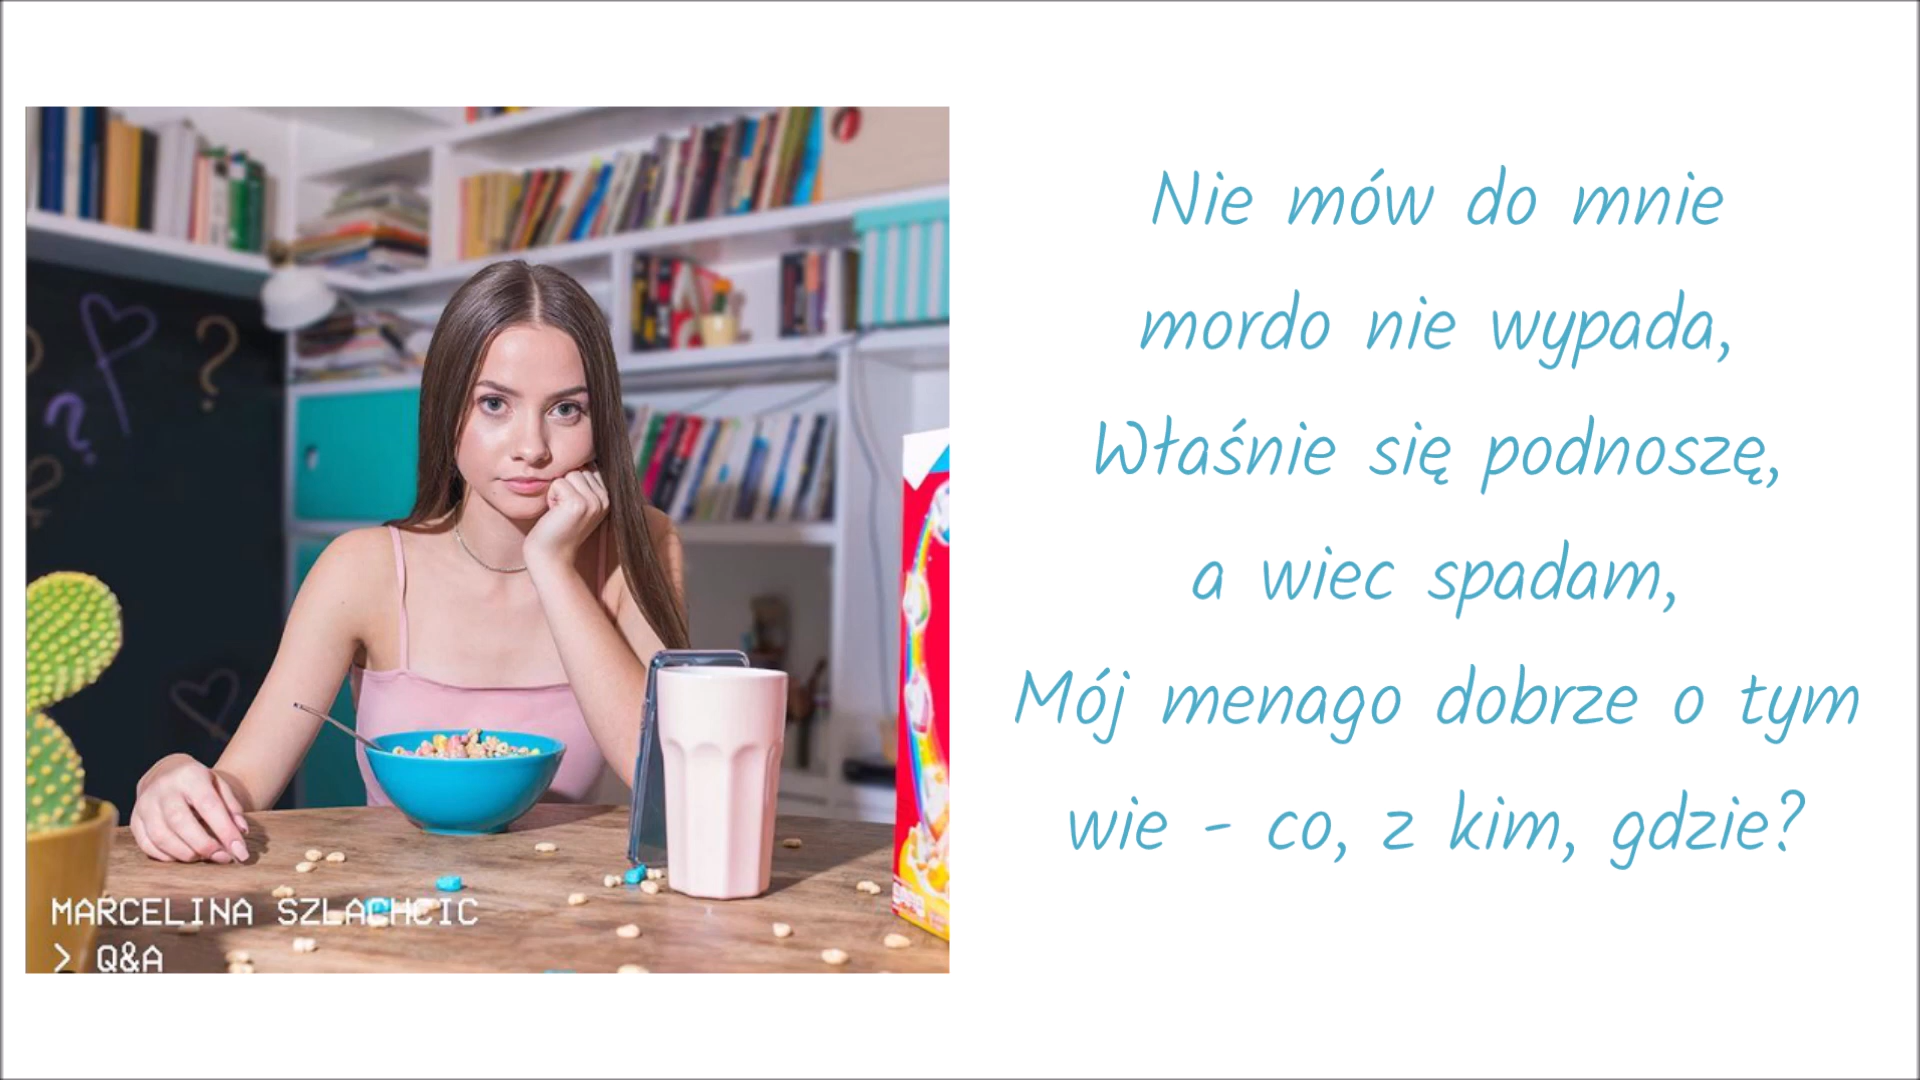 Nie mów do mnie
mordo nie wypada,
Właśnie się podnoszę,
a wiec spadam,
Mój menago dobrze o tym
wie - co, z kim, gdzie?
MARCELINA SZLACHCIC
> Q&A